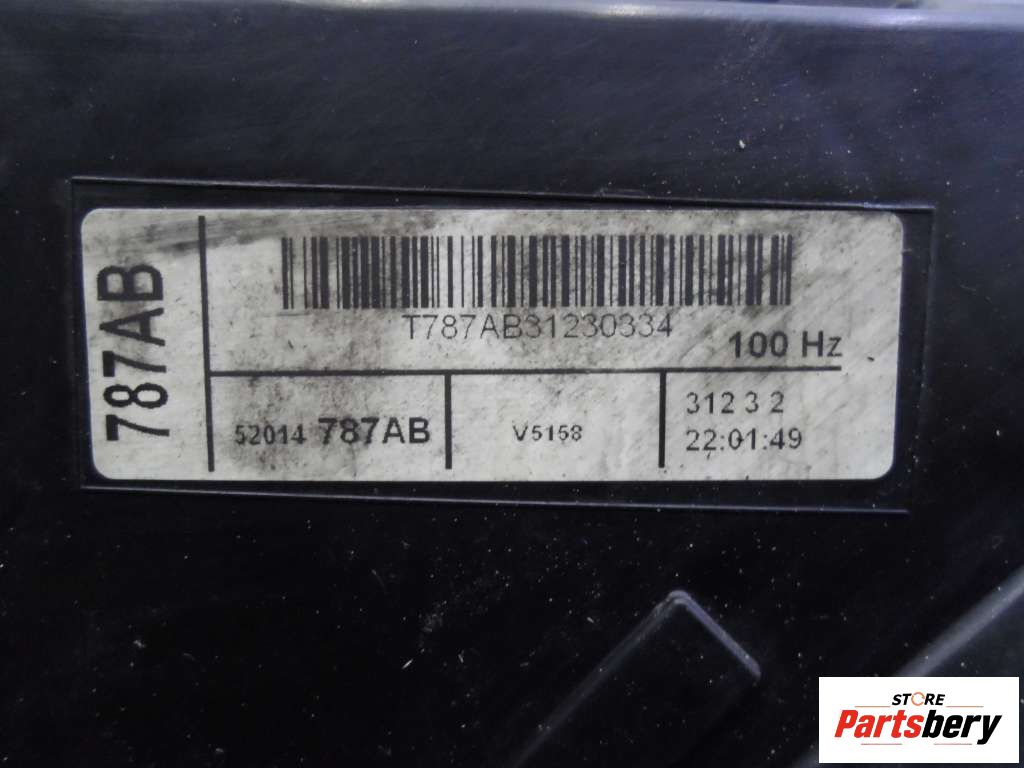 787AB
T787AB31230334
100 Hz
52014 787AB
V5158
312 3 2
22:01:49
STORE
Partsbery